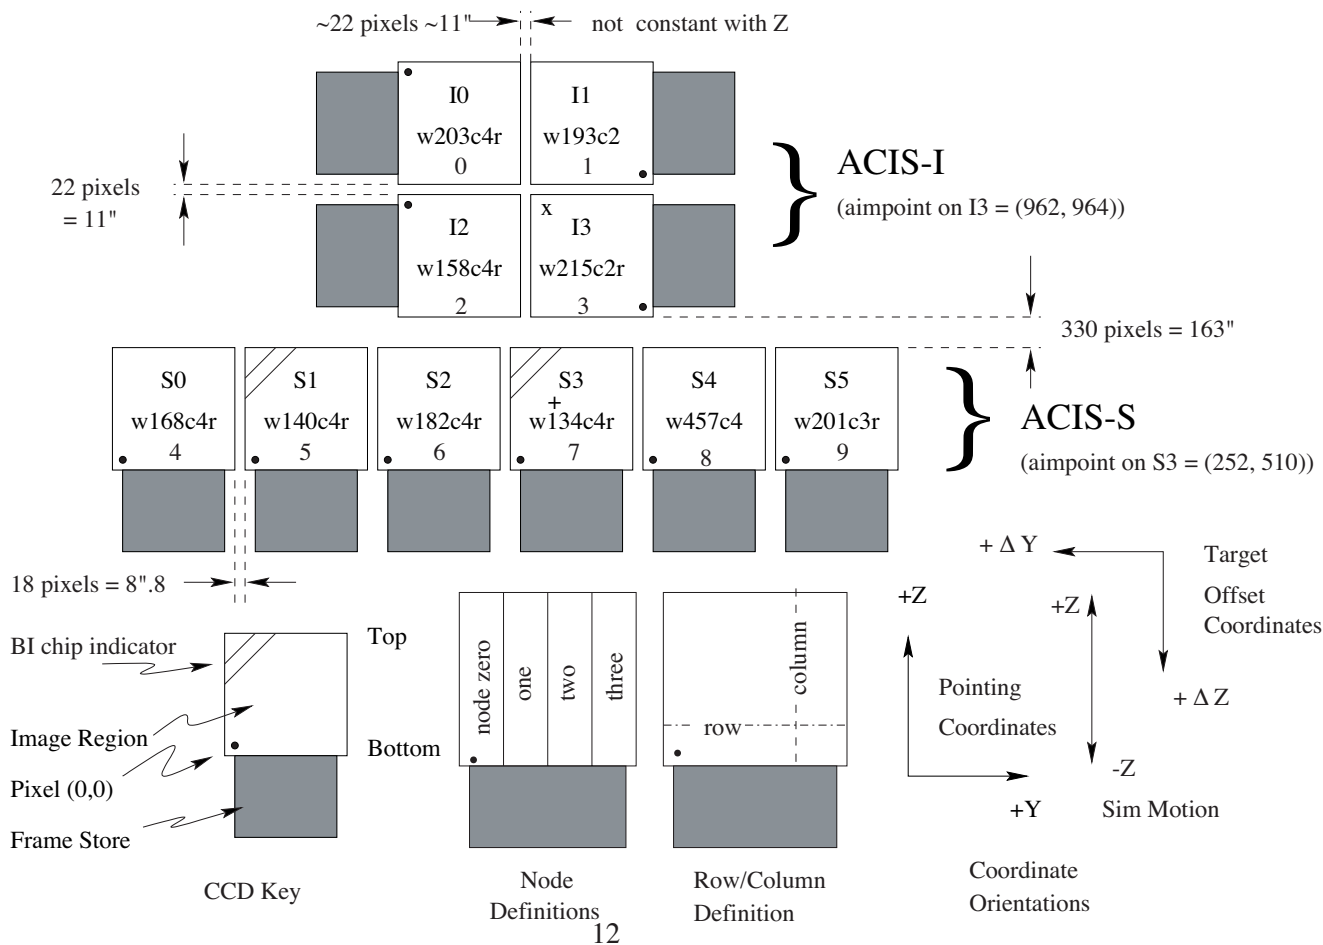 ~22 pixels ~11" not constant with Z
I0
w203c4r
0
I1
w193c2
1
ACIS-I
(aimpoint on I3 = (962, 964))
22 pixels
= 11"
I2
w158c4r
2
x
I3
w215c2r
3
330 pixels = 163"
S0
w168c4r
4
S1
w140c4r
5
S2
w182c4r
6
S3
+
w134c4r
7
S4
w457c4
8
S5
w201c3r
9
ACIS-S
(aimpoint on S3 = (252, 510))
18 pixels = 8".8
BI chip indicator
Image Region
Pixel (0,0)
Frame Store
Top
Bottom
CCD Key
node zero
one
two
three
Node
Definitions
row
column
Row/Column
Definition
+Z
Pointing
Coordinates
+Y
+ Δ Y
Target
Offset
Coordinates
+ Δ Z
+Z
-Z
Sim Motion
Coordinate
Orientations
12